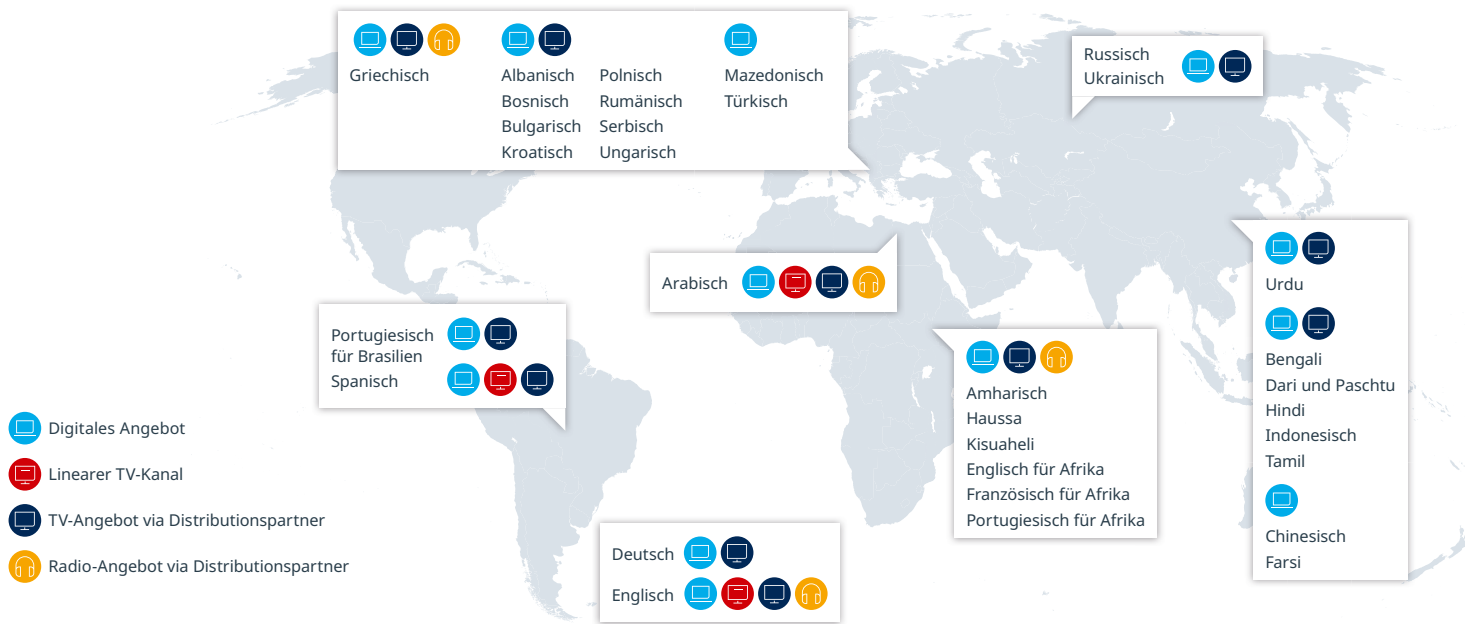 Griechisch
Albanisch
Bosnisch
Bulgarisch
Kroatisch
Polnisch
Rumänisch
Serbisch
Ungarisch
Mazedonisch
Türkisch
Russisch
Ukrainisch
Arabisch
Portugiesisch
für Brasilien
Spanisch
Urdu
Bengali
Dari und Paschtu
Hindi
Indonesisch
Tamil
Chinesisch
Farsi
Amharisch
Haussa
Kisuaheli
Englisch für Afrika
Französisch für Afrika
Portugiesisch für Afrika
Digitales Angebot
Linearer TV-Kanal
TV-Angebot via Distributionspartner
Radio-Angebot via Distributionspartner
Deutsch
Englisch